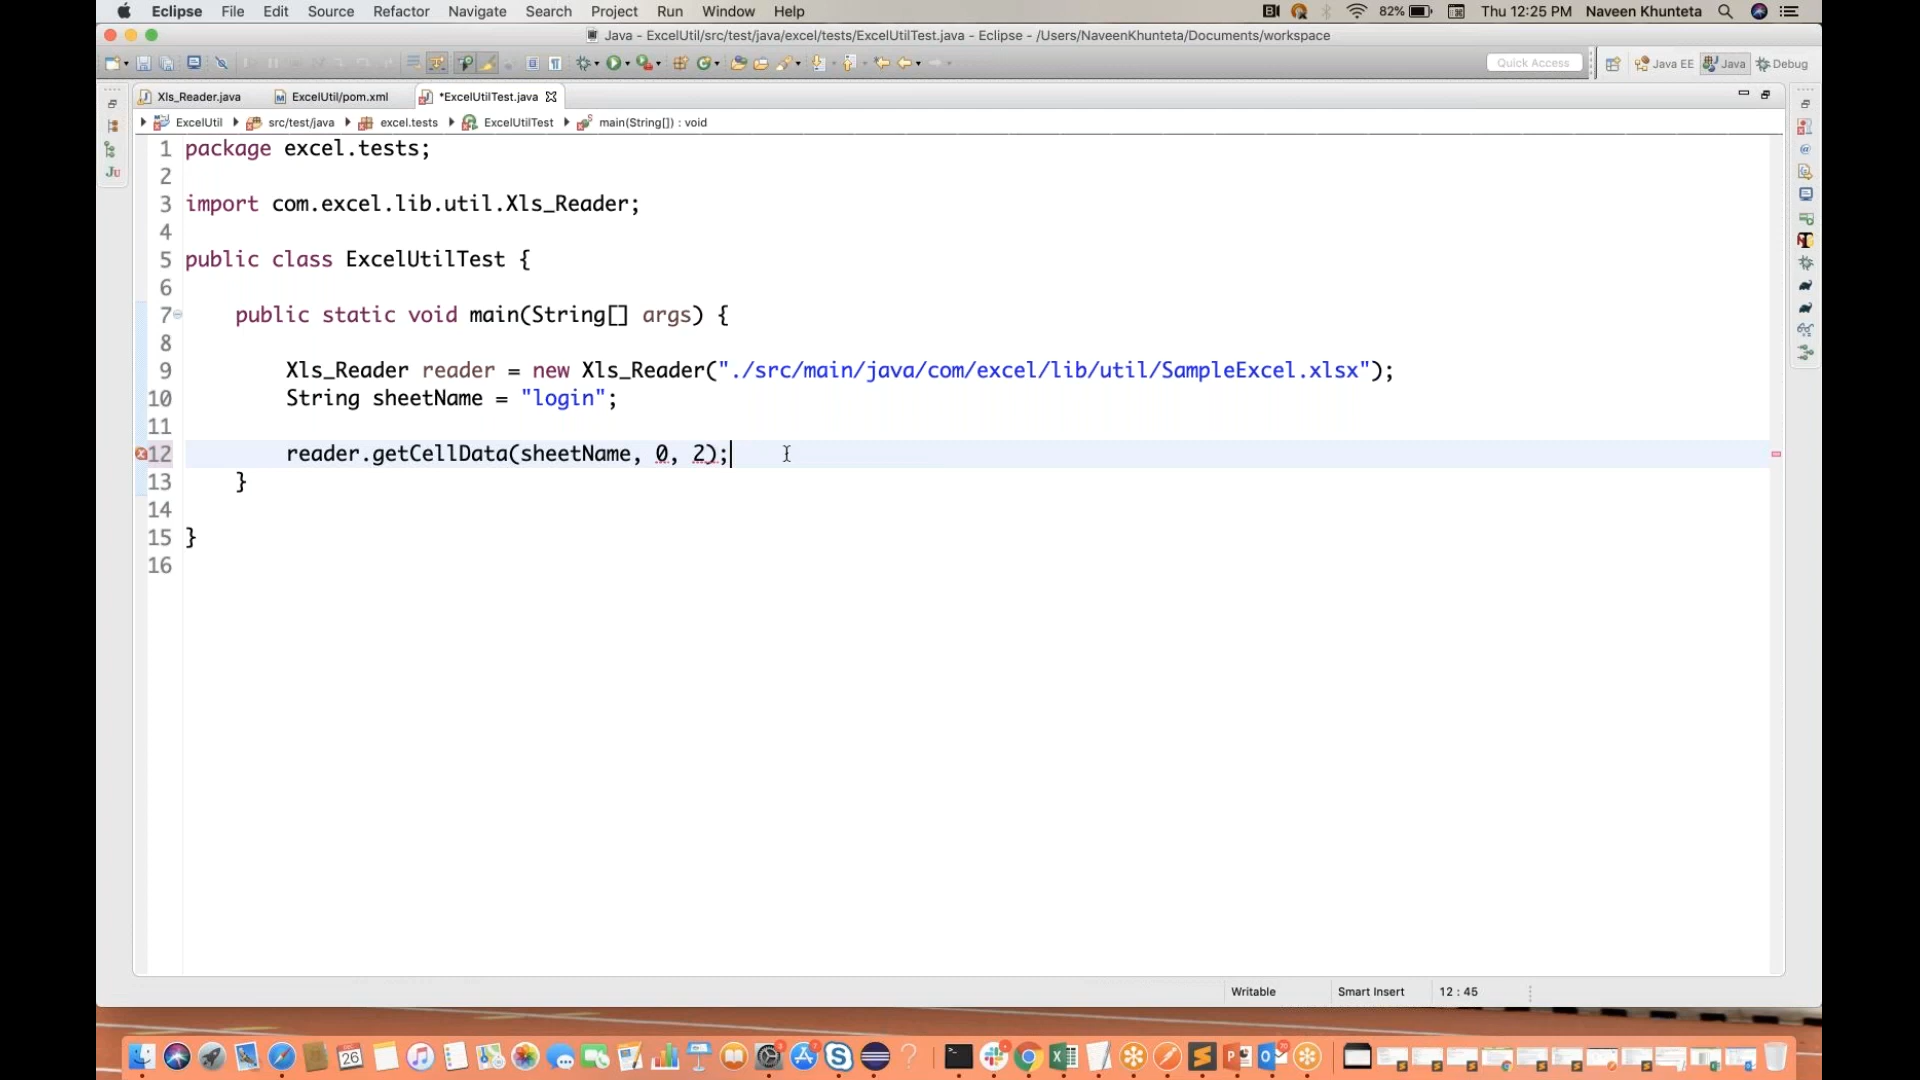 Eclipse File Edit Source Refactor Navigate Search Project Run Window Help 82% Thu 12:25 PM Naveen Khunteta
Java - ExcelUtil/src/test/java/excel/tests/ExcelUtilTest.java - Eclipse - /Users/NaveenKhunteta/Documents/workspace
Quick Access Java EE Java Debug
Xls_Reader.java ExcelUtil/pom.xml *ExcelUtilTest.java
ExcelUtil src/test/java excel.tests ExcelUtilTest main(String[]) : void
1 package excel.tests;
2
3 import com.excel.lib.util.Xls_Reader;
4
5 public class ExcelUtilTest {
6
7 public static void main(String[] args) {
8
9 Xls_Reader reader = new Xls_Reader("./src/main/java/com/excel/lib/util/SampleExcel.xlsx");
10 String sheetName = "login";
11
12 reader.getCellData(sheetName, 0, 2);
13 }
14
15 }
16
Writable Smart Insert 12 : 45